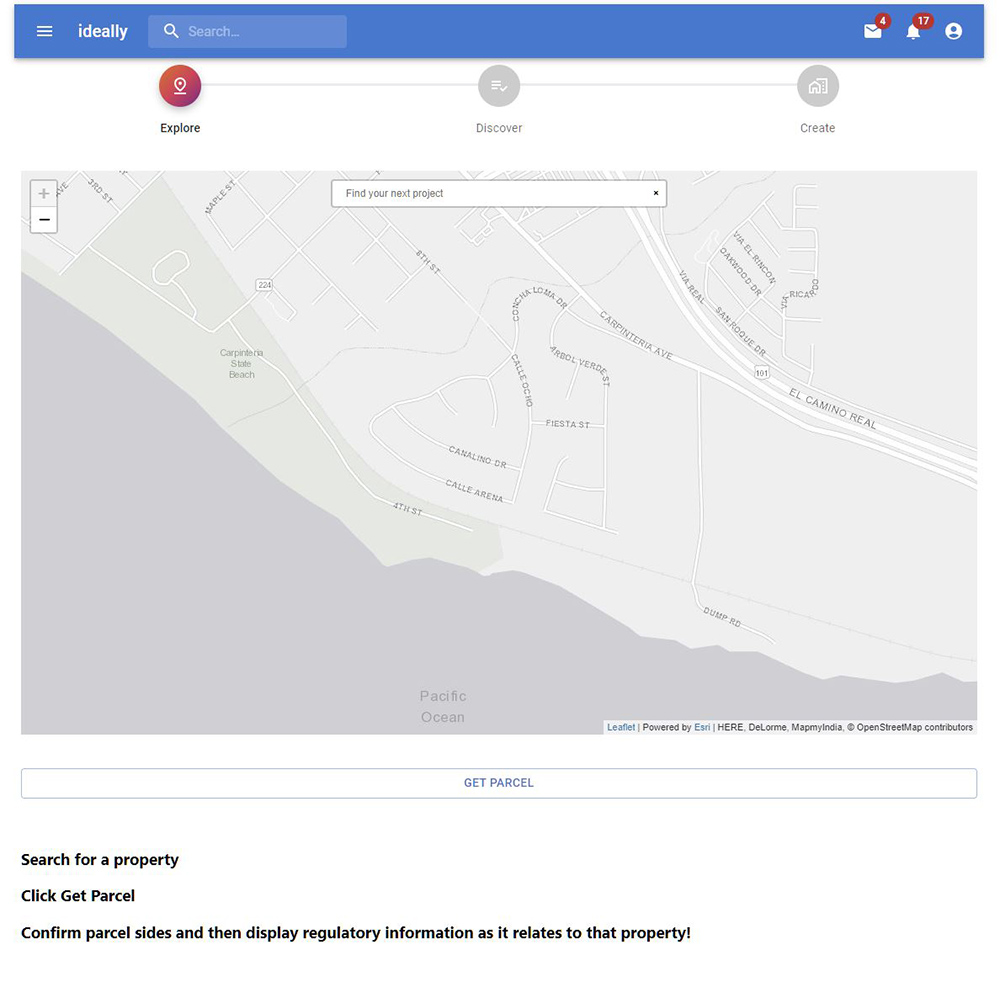 ideally
Search...
4
17
Explore
Discover
Create
+
−
Find your next project
×
AVE
3RD ST
MAPLE ST
8TH ST
224
Carpinteria
State
Beach
CONCHA LOMA DR
CARPINTERIA AVE
ARBOL VERDE ST
CALLE OCHO
FIESTA ST
CANALINO DR
CALLE ARENA
4TH ST
VIA REAL
VIA EL RINCON
OAKWOOD DR
VIA RICARDO
SAN ROQUE DR
101
EL CAMINO REAL
DUMP RD
Pacific
Ocean
Leaflet | Powered by Esri | HERE, DeLorme, MapmyIndia, © OpenStreetMap contributors
GET PARCEL
Search for a property
Click Get Parcel
Confirm parcel sides and then display regulatory information as it relates to that property!